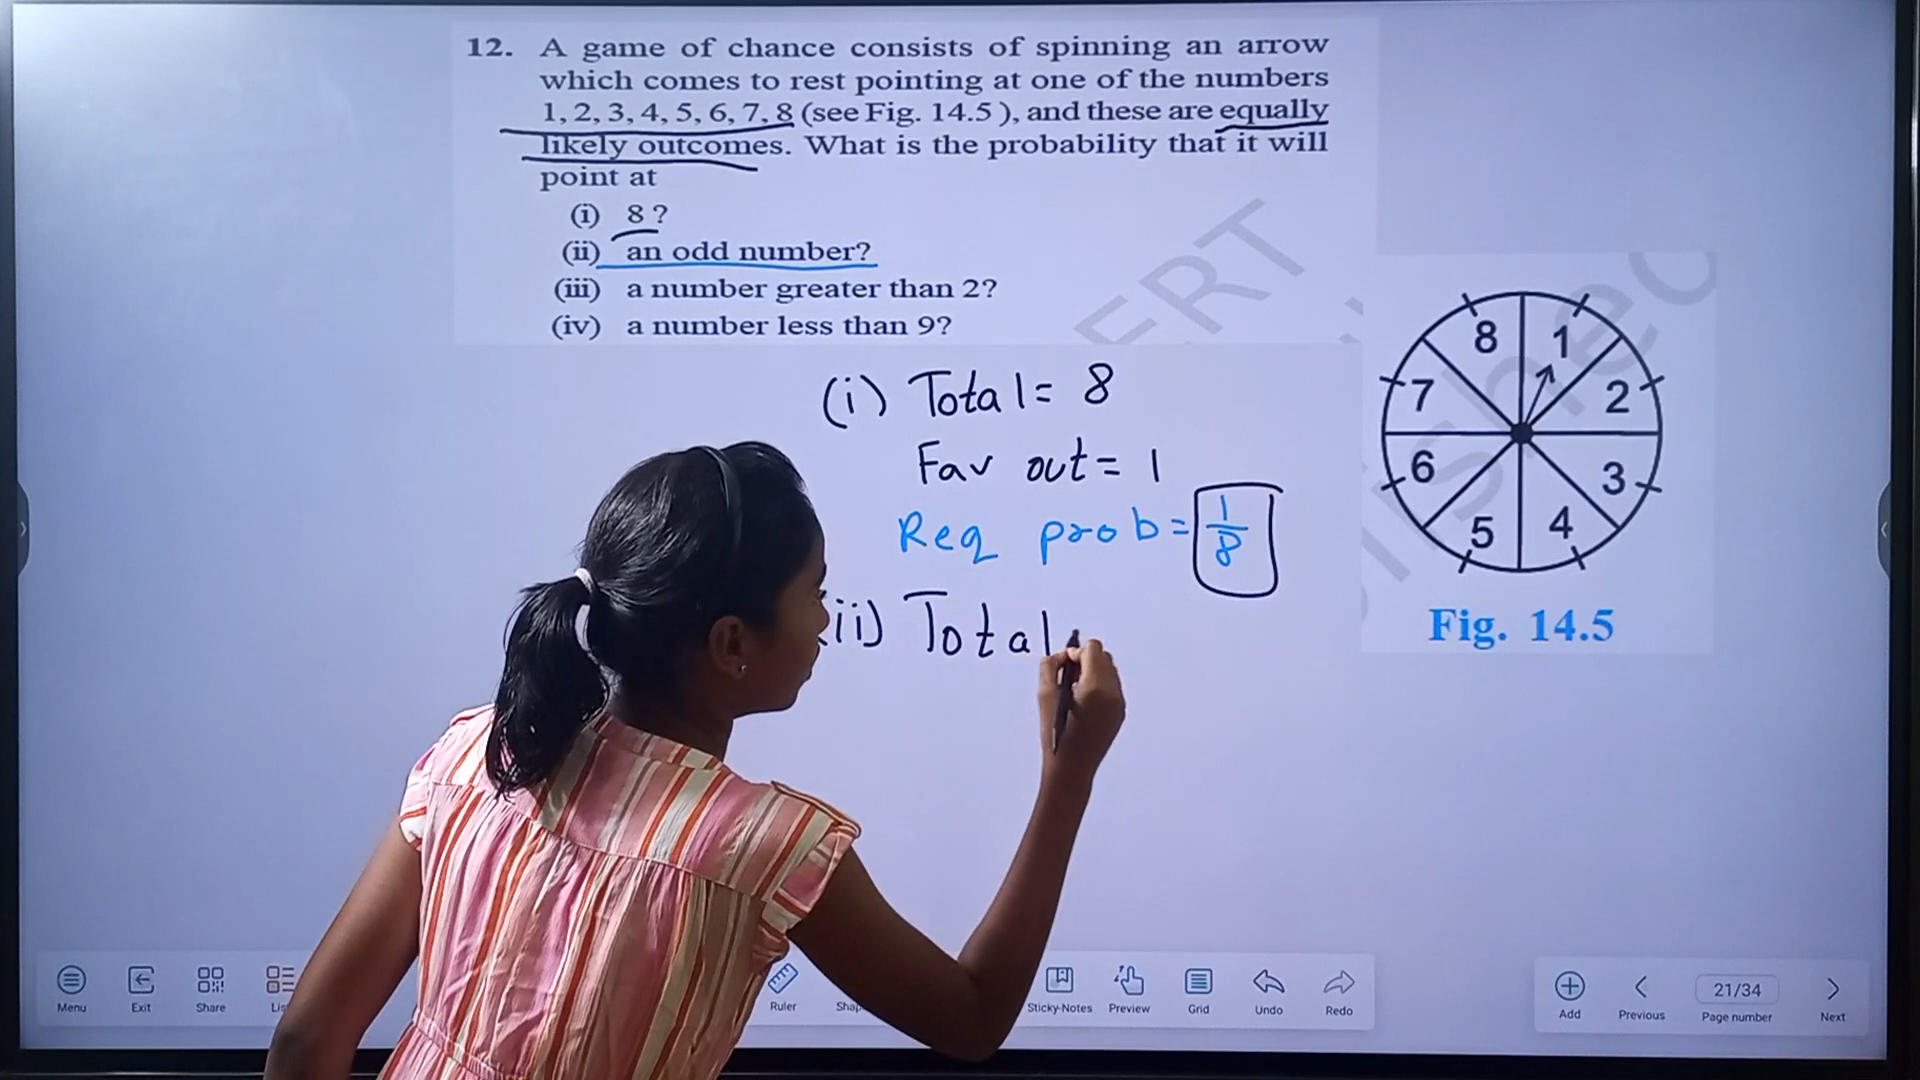 12. A game of chance consists of spinning an arrow
which comes to rest pointing at one of the numbers
1, 2, 3, 4, 5, 6, 7, 8 (see Fig. 14.5 ), and these are equally
likely outcomes. What is the probability that it will
point at
(i) 8 ?
(ii) an odd number?
(iii) a number greater than 2?
(iv) a number less than 9?
(i) Total = 8
Fav out = 1
Req prob = 1/8
(ii) Total
8 1
7 2
6 3
5 4
Fig. 14.5
Menu Exit Share Ruler Sticky-Notes Preview Grid Undo Redo
Add Previous 21/34 Page number Next